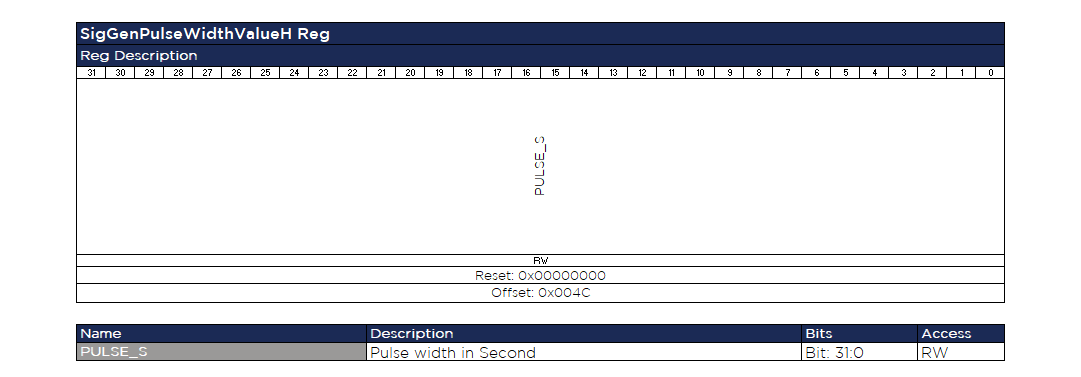 SigGenPulseWidthValueH Reg
Reg Description
31 30 29 28 27 26 25 24 23 22 21 20 19 18 17 16 15 14 13 12 11 10 9 8 7 6 5 4 3 2 1 0
PULSE_S
RW
Reset: 0x00000000
Offset: 0x004C
Name Description Bits Access
PULSE_S Pulse width in Second Bit: 31:0 RW